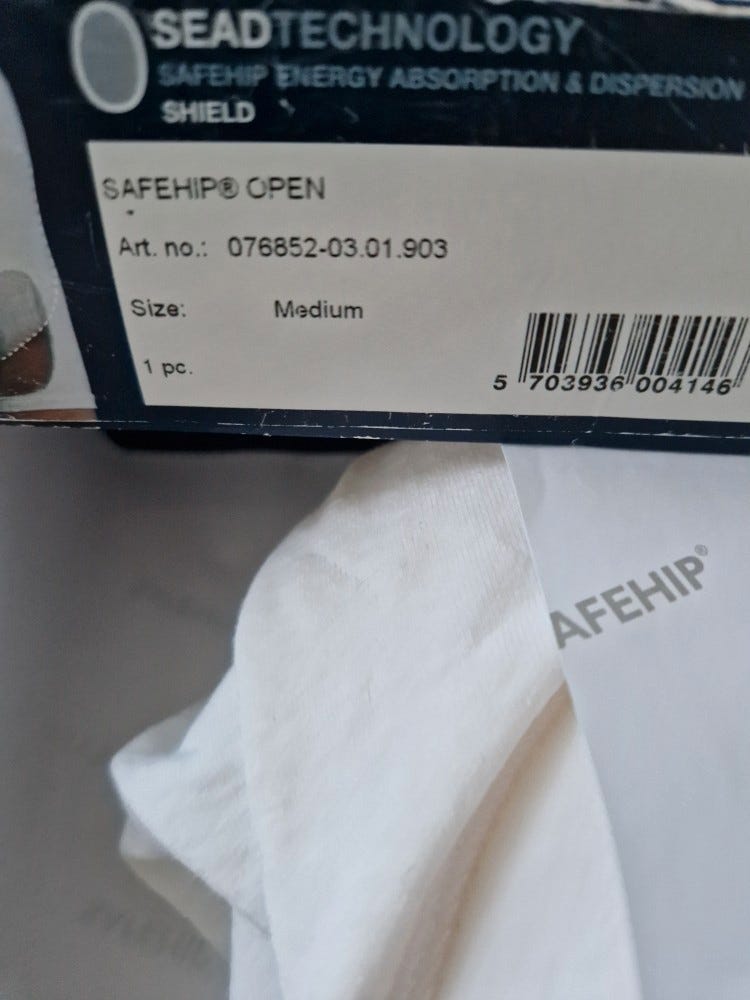 SEADTECHNOLOGY
SAFEHIP ENERGY ABSORPTION & DISPERSION
SHIELD
SAFEHIP® OPEN
Art. no.: 076852-03.01.903
Size: Medium
1 pc.
5 703936 004146
AFEHIP®